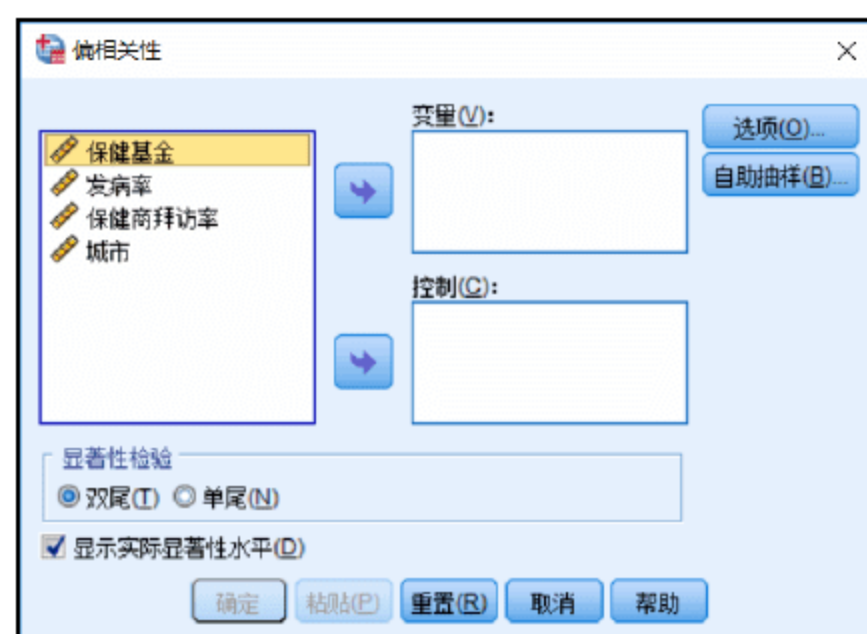 偏相关性
变量(V):
选项(O)...
保健基金
自助抽样(B)...
发病率
保健商拜访率
城市
控制(C):
显著性检验
双尾(T) 单尾(N)
显示实际显著性水平(D)
确定 粘贴(P) 重置(R) 取消 帮助